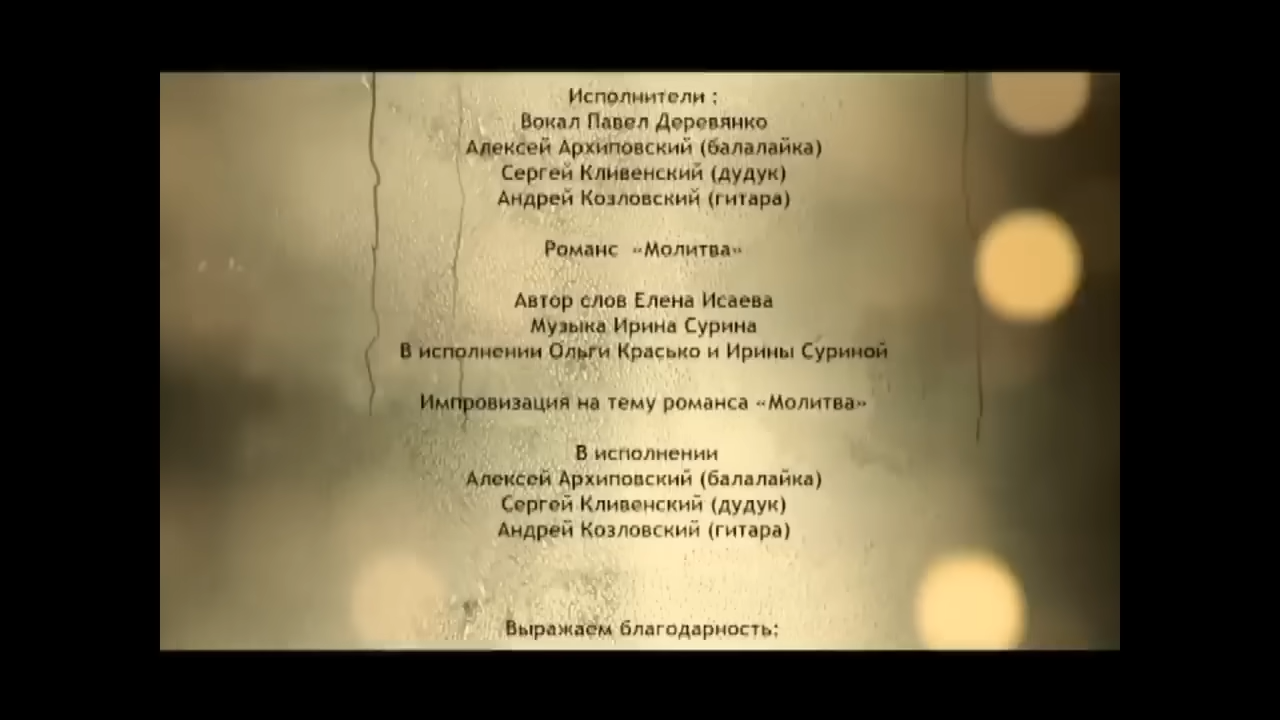 Исполнители :
Вокал Павел Деревянко
Алексей Архиповский (балалайка)
Сергей Кливенский (дудук)
Андрей Козловский (гитара)
Романс «Молитва»
Автор слов Елена Исаева
Музыка Ирина Сурина
В исполнении Ольги Красько и Ирины Суриной
Импровизация на тему романса «Молитва»
В исполнении
Алексей Архиповский (балалайка)
Сергей Кливенский (дудук)
Андрей Козловский (гитара)
Выражаем благодарность: